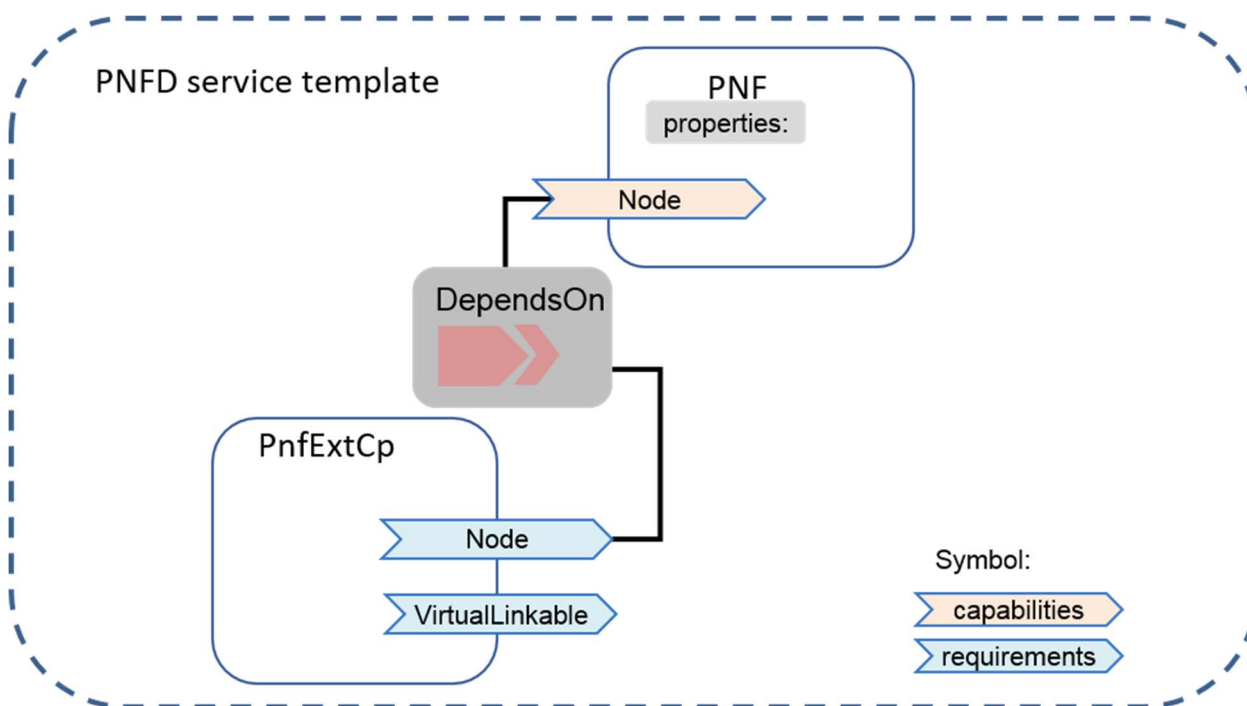 PNFD service template
PNF
properties:
Node
DependsOn
PnfExtCp
Node
VirtualLinkable
Symbol:
capabilities
requirements